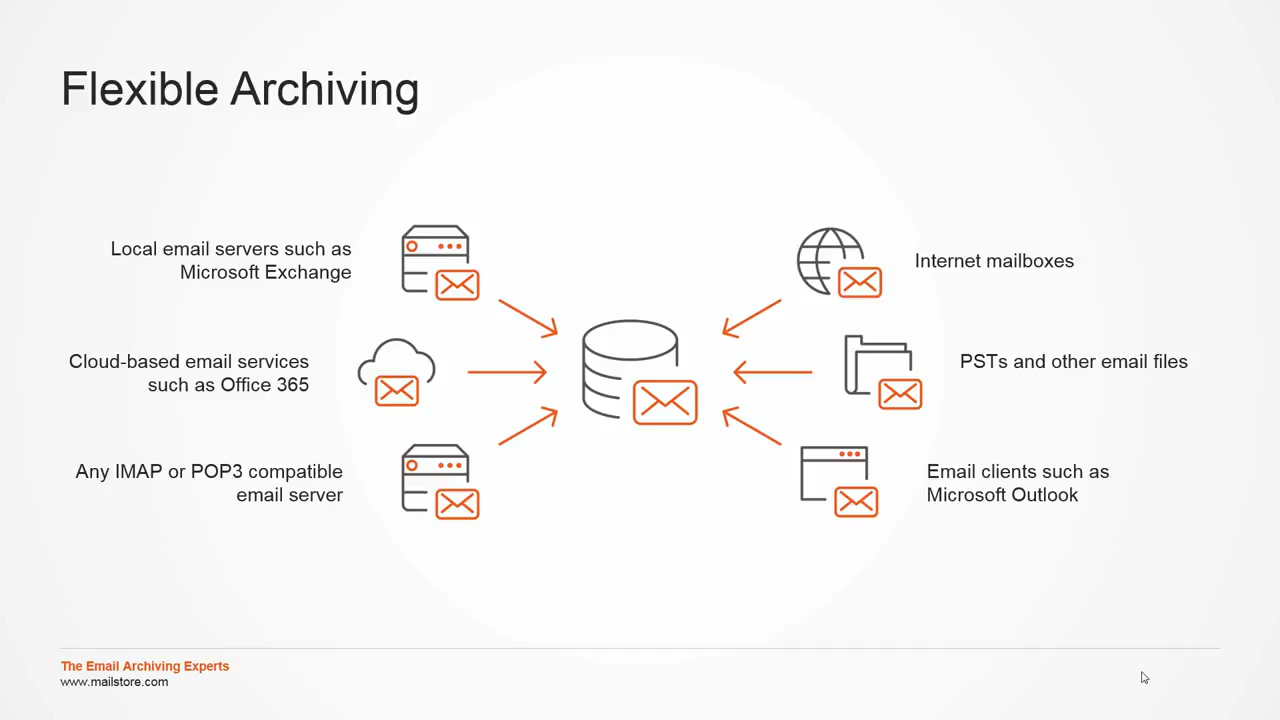 Flexible Archiving
Local email servers such as
Microsoft Exchange
Cloud-based email services
such as Office 365
Any IMAP or POP3 compatible
email server
Internet mailboxes
PSTs and other email files
Email clients such as
Microsoft Outlook
The Email Archiving Experts
www.mailstore.com